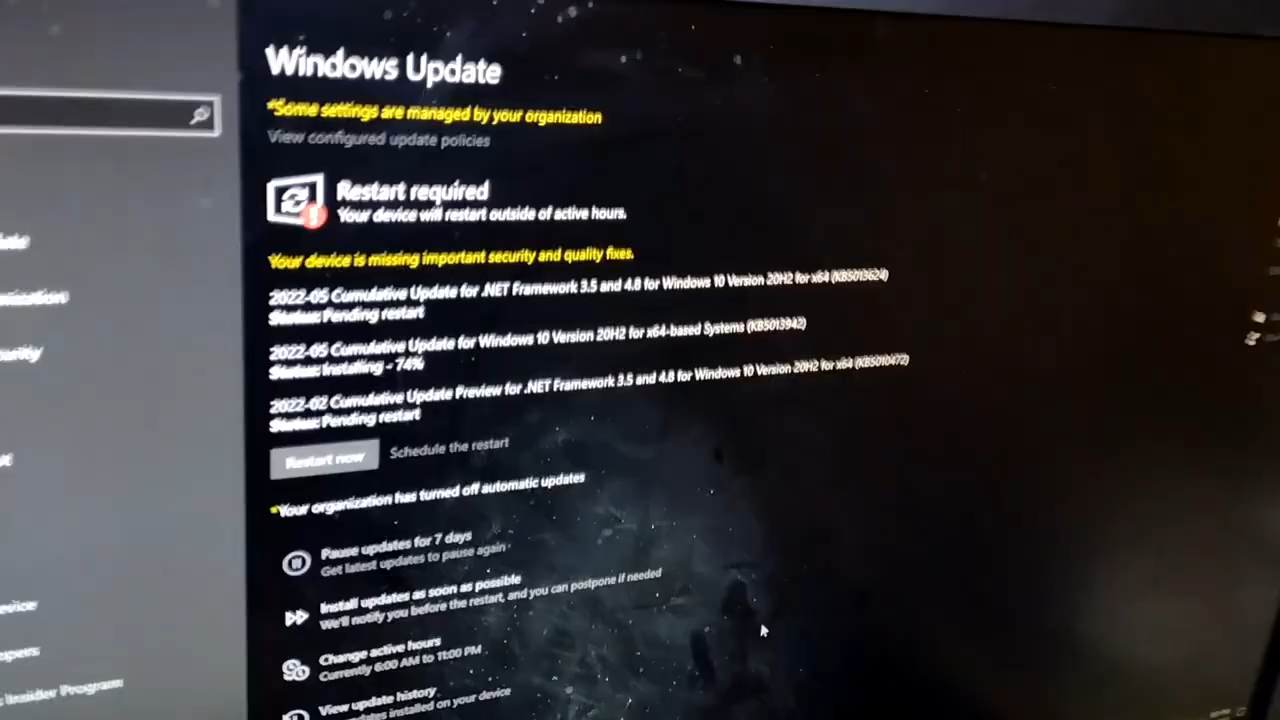 Windows Update
*Some settings are managed by your organization
View configured update policies
Restart required
Your device will restart outside of active hours.
Your device is missing important security and quality fixes.
2022-05 Cumulative Update for .NET Framework 3.5 and 4.8 for Windows 10 Version 20H2 for x64 (KB5013624)
Status: Pending restart
2022-05 Cumulative Update for Windows 10 Version 20H2 for x64-based Systems (KB5013942)
Status: Installing - 74%
2022-02 Cumulative Update Preview for .NET Framework 3.5 and 4.8 for Windows 10 Version 20H2 for x64 (KB5010472)
Status: Pending restart
Restart now
Schedule the restart
*Your organization has turned off automatic updates
Pause updates for 7 days
Get latest updates to pause again
Install updates as soon as possible
We'll notify you before the restart, and you can postpone if needed
Change active hours
Currently 6:00 AM to 11:00 PM
View update history
installed on your device
Insider Program